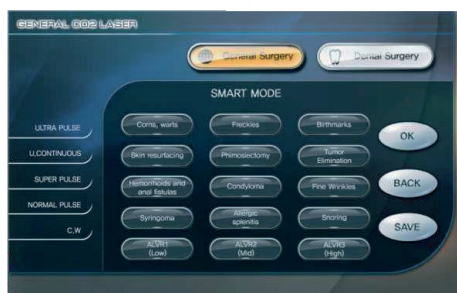 GENERAL CO2 LASER
General Surgery
Dental Surgery
SMART MODE
ULTRA PULSE
U,CONTINUOUS
SUPER PULSE
NORMAL PULSE
C,W
Corns, warts
Freckles
Birthmarks
Skin resurfacing
Phimosiectomy
Tumor
Elimination
Hemorrhoids and
anal fistulas
Condyloma
Fine Wrinkles
Syringoma
Allergic
splenitis
Snoring
ALVR1
(Low)
ALVR2
(Mid)
ALVR3
(High)
OK
BACK
SAVE